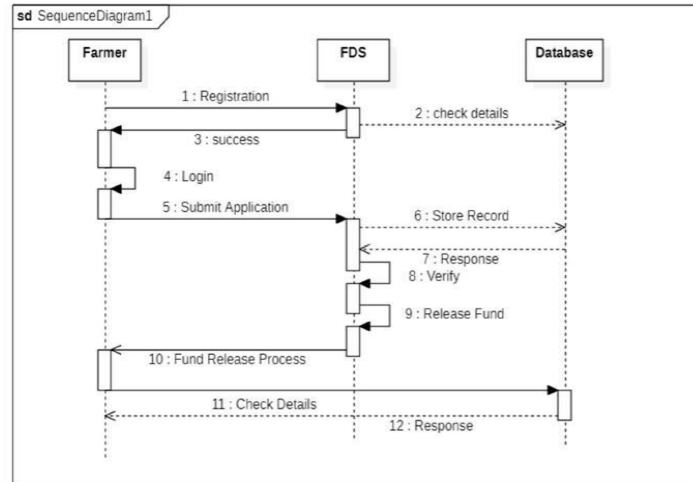 sd SequenceDiagram1
Farmer
FDS
Database
1 : Registration
2 : check details
3 : success
4 : Login
5 : Submit Application
6 : Store Record
7 : Response
8 : Verify
9 : Release Fund
10 : Fund Release Process
11 : Check Details
12 : Response